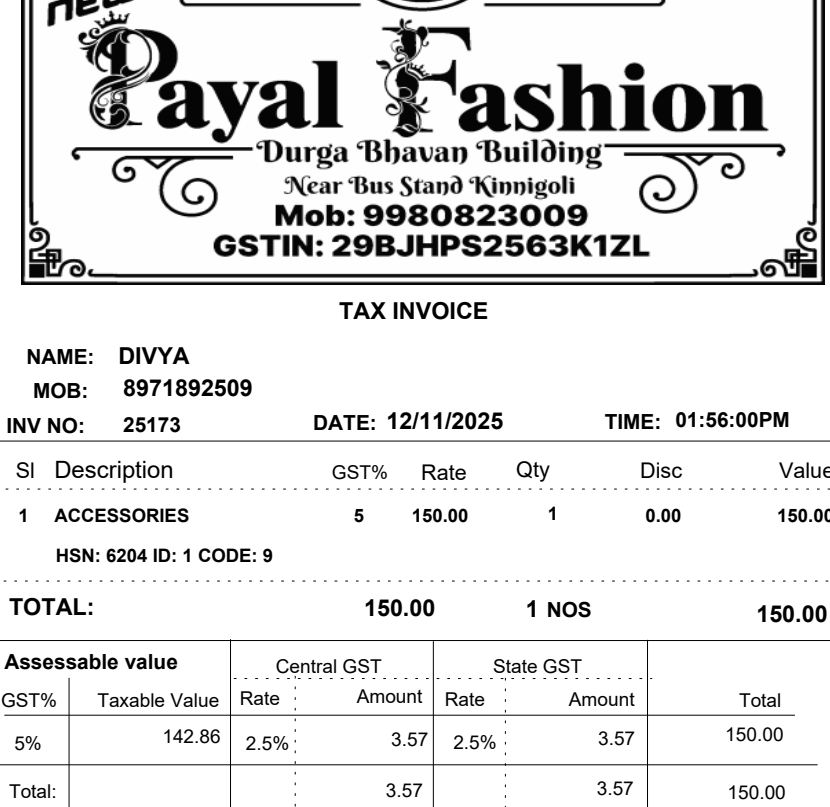 new
Payal Fashion
Durga Bhavan Building
Near Bus Stand Kinnigoli
Mob: 9980823009
GSTIN: 29BJHPS2563K1ZL
TAX INVOICE
NAME: DIVYA
MOB: 8971892509
INV NO: 25173 DATE: 12/11/2025 TIME: 01:56:00PM
Sl Description GST% Rate Qty Disc Value
1 ACCESSORIES 5 150.00 1 0.00 150.00
HSN: 6204 ID: 1 CODE: 9
TOTAL: 150.00 1 NOS 150.00
Assessable value Central GST State GST
GST% Taxable Value Rate Amount Rate Amount Total
5% 142.86 2.5% 3.57 2.5% 3.57 150.00
Total: 3.57 3.57 150.00